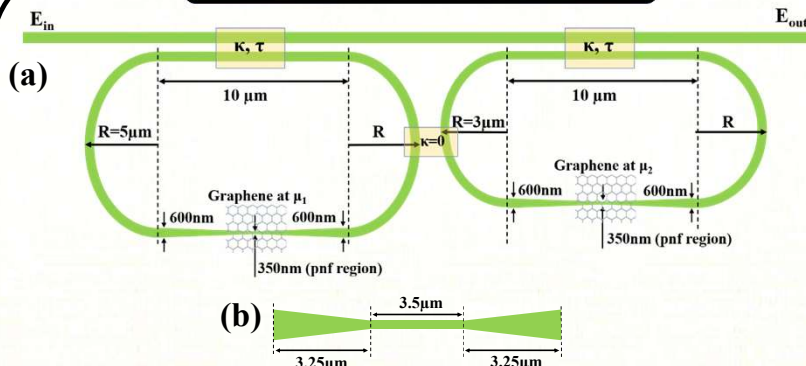 E_in
E_out
κ, τ
κ, τ
(a)
10 μm
10 μm
R=5μm
R
κ=0
R=3μm
R
Graphene at μ₁
Graphene at μ₂
600nm
600nm
600nm
600nm
350nm (pnf region)
350nm (pnf region)
(b)
3.5μm
3.25μm
3.25μm